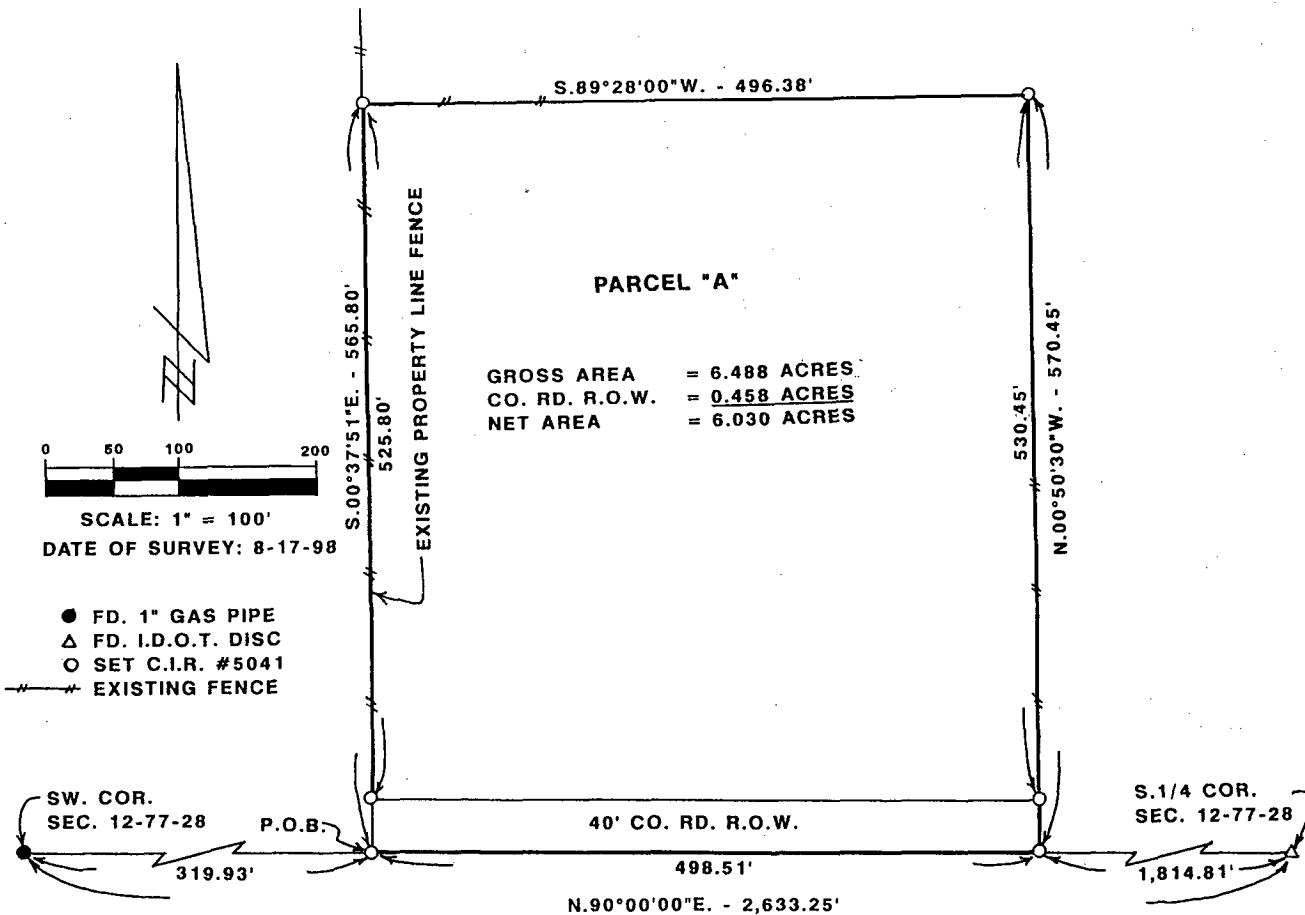 S.89°28'00"W. - 496.38'
EXISTING PROPERTY LINE FENCE
S.00°37'51"E. - 565.80'
525.80'
PARCEL "A"
GROSS AREA = 6.488 ACRES
CO. RD. R.O.W. = 0.458 ACRES
NET AREA = 6.030 ACRES
530.45'
N.00°50'30"W. - 570.45'
N
0 50 100 200
SCALE: 1" = 100'
DATE OF SURVEY: 8-17-98
FD. 1" GAS PIPE
FD. I.D.O.T. DISC
SET C.I.R. #5041
EXISTING FENCE
SW. COR.
SEC. 12-77-28
P.O.B.
40' CO. RD. R.O.W.
S.1/4 COR.
SEC. 12-77-28
319.93'
498.51'
1,814.81'
N.90°00'00"E. - 2,633.25'